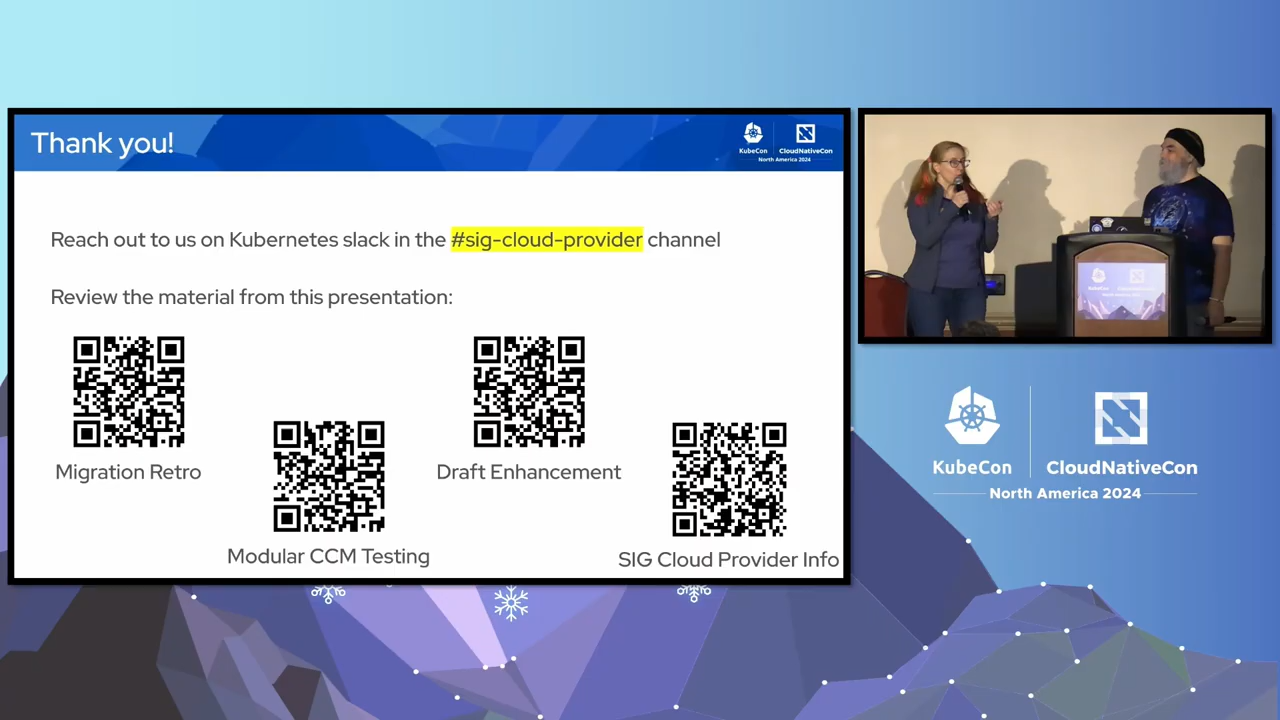 Thank you!
KubeCon
CloudNativeCon
North America 2024
Reach out to us on Kubernetes slack in the #sig-cloud-provider channel
Review the material from this presentation:
Migration Retro
Draft Enhancement
Modular CCM Testing
SIG Cloud Provider Info
KubeCon
CloudNativeCon
North America 2024